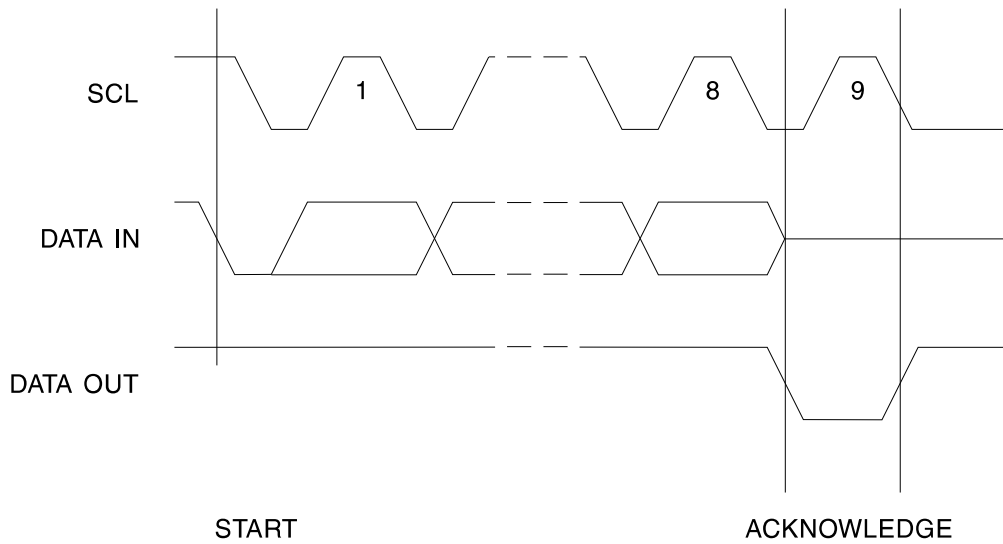 SCL
1
8
9
DATA IN
DATA OUT
START
ACKNOWLEDGE